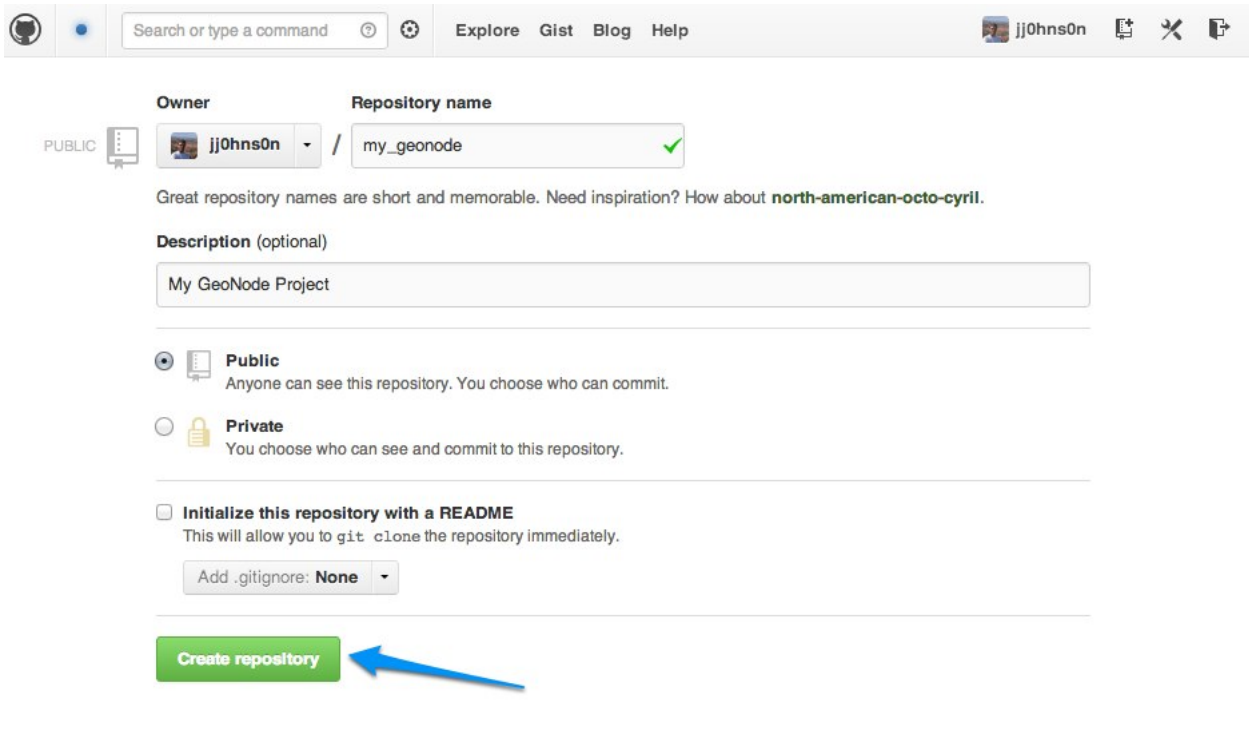 Search or type a command
Explore Gist Blog Help
jj0hns0n
Owner
Repository name
PUBLIC
jj0hns0n
/
my_geonode
Great repository names are short and memorable. Need inspiration? How about north-american-octo-cyril.
Description (optional)
My GeoNode Project
Public
Anyone can see this repository. You choose who can commit.
Private
You choose who can see and commit to this repository.
Initialize this repository with a README
This will allow you to git clone the repository immediately.
Add .gitignore: None
Create repository